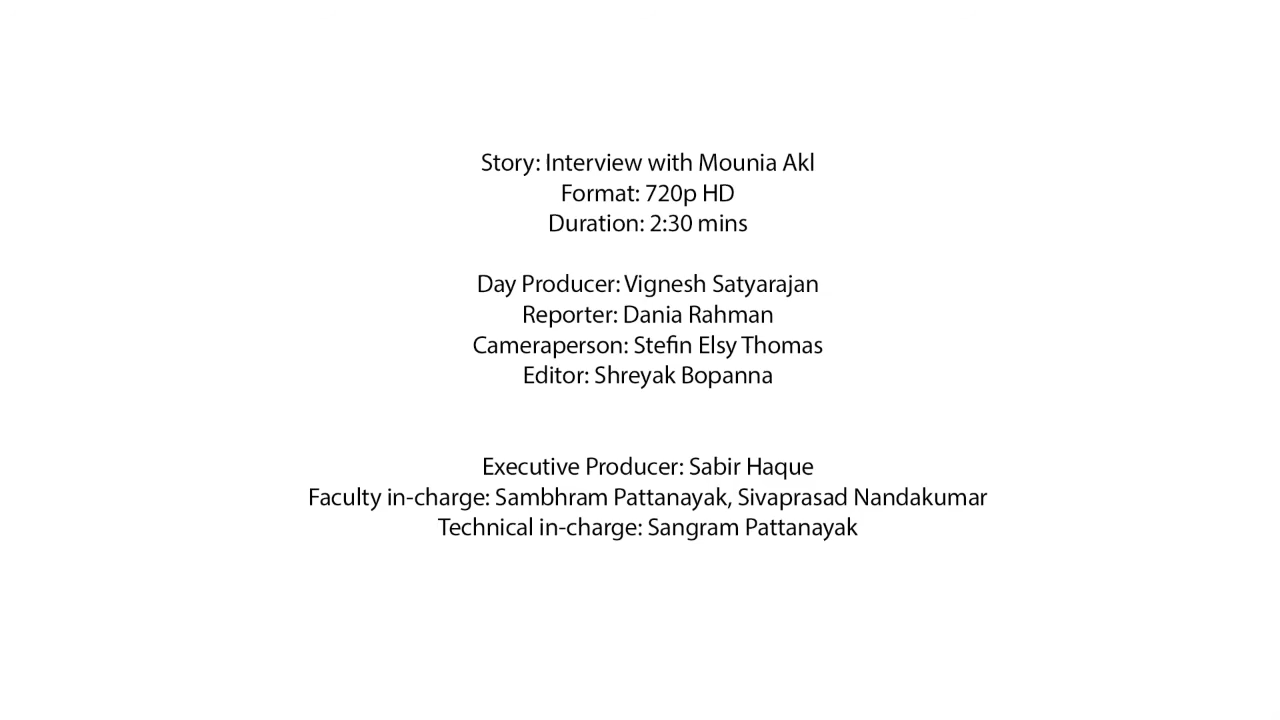 Story: Interview with Mounia Akl
Format: 720p HD
Duration: 2:30 mins
Day Producer: Vignesh Satyarajan
Reporter: Dania Rahman
Cameraperson: Stefin Elsy Thomas
Editor: Shreyak Bopanna
Executive Producer: Sabir Haque
Faculty in-charge: Sambhram Pattanayak, Sivaprasad Nandakumar
Technical in-charge: Sangram Pattanayak